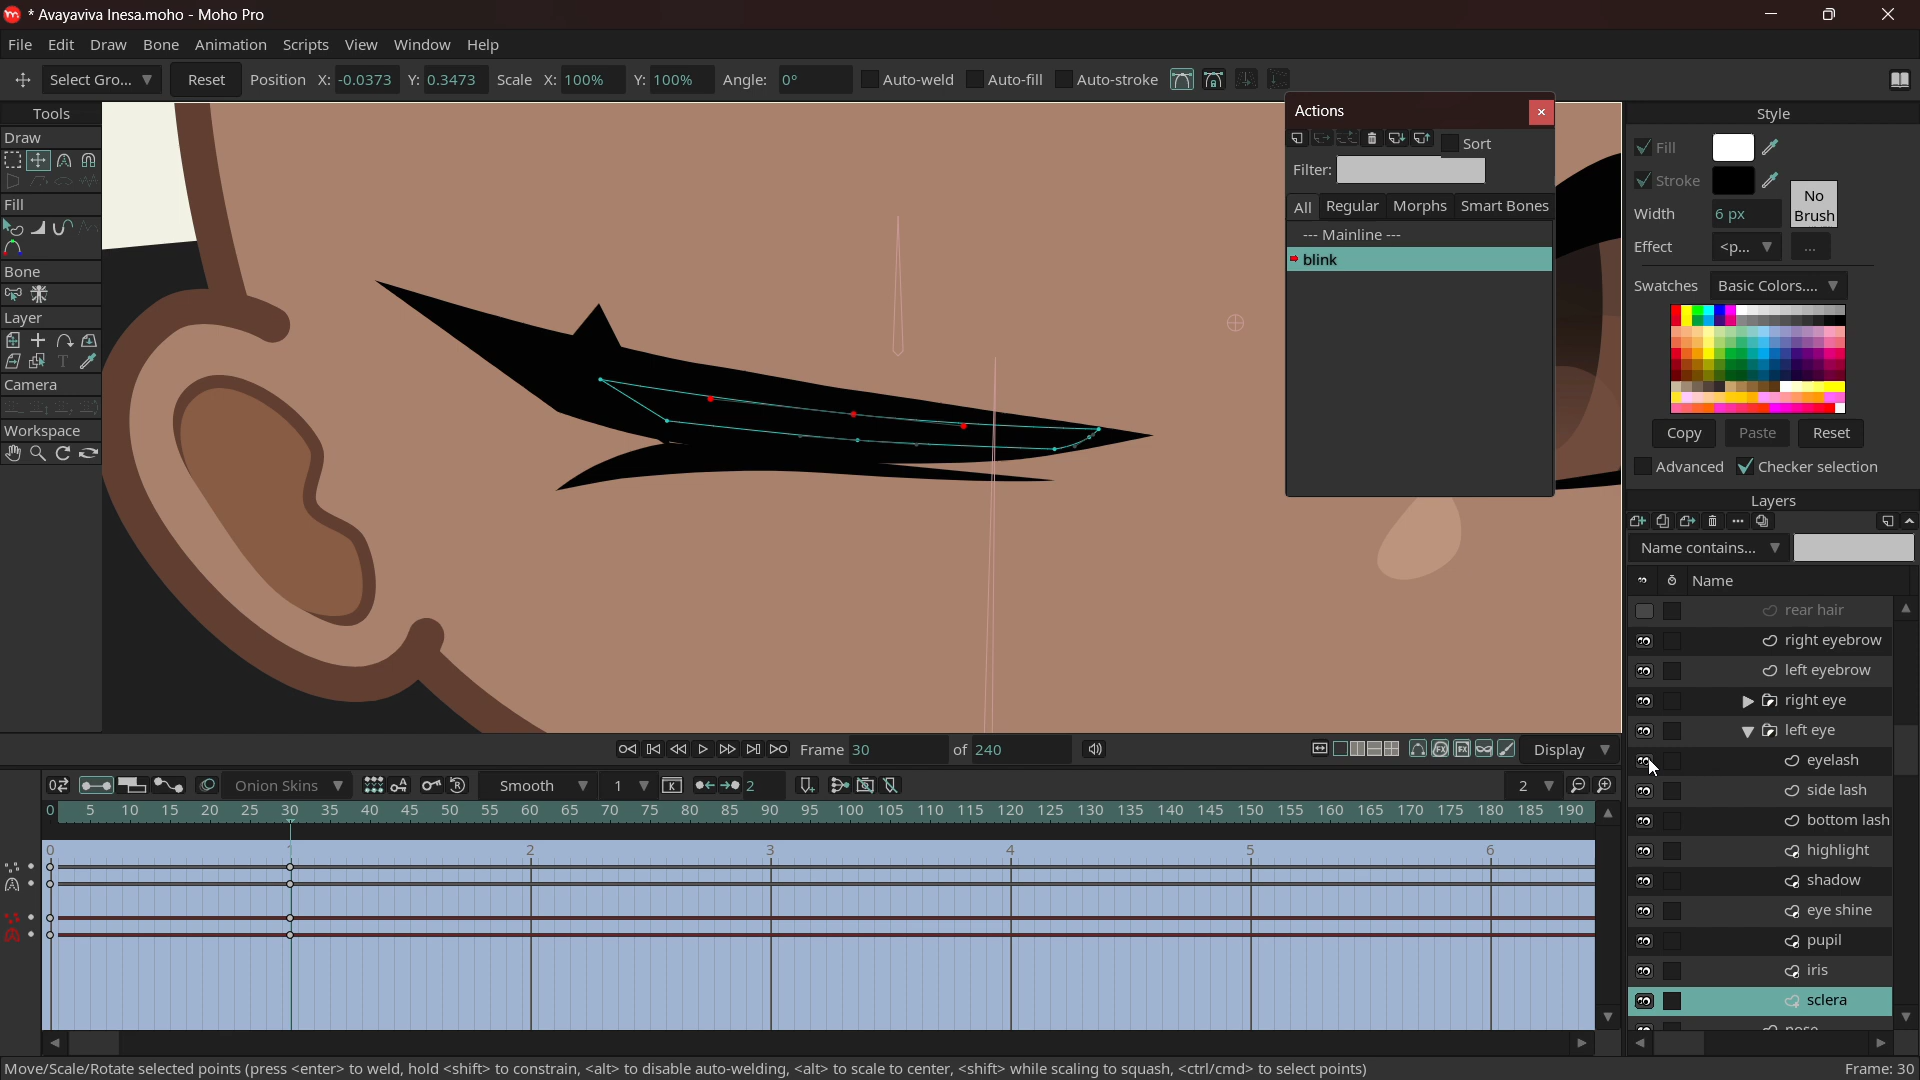 * Avayaviva Inesa.moho - Moho Pro
File Edit Draw Bone Animation Scripts View Window Help
Select Gro... Reset Position X: -0.0373 Y: 0.3473 Scale X: 100% Y: 100% Angle: 0° Auto-weld Auto-fill Auto-stroke
Tools
Draw
Fill
Bone
Layer
Camera
Workspace
Actions
Sort
Filter:
All Regular Morphs Smart Bones
--- Mainline ---
blink
Style
Fill
Stroke
No Brush
Width 6 px
Effect <p... ...
Swatches Basic Colors....
Copy Paste Reset
Advanced Checker selection
Layers
Name contains...
Name
rear hair
right eyebrow
left eyebrow
right eye
left eye
eyelash
side lash
bottom lash
highlight
shadow
eye shine
pupil
iris
sclera
nose
Frame 30 of 240 Display
Onion Skins Smooth 1 2 2
0 5 10 15 20 25 30 35 40 45 50 55 60 65 70 75 80 85 90 95 100 105 110 115 120 125 130 135 140 145 150 155 160 165 170 175 180 185 190
0 1 2 3 4 5 6
Move/Scale/Rotate selected points (press <enter> to weld, hold <shift> to constrain, <alt> to disable auto-welding, <alt> to scale to center, <shift> while scaling to squash, <ctrl/cmd> to select points) Frame: 30